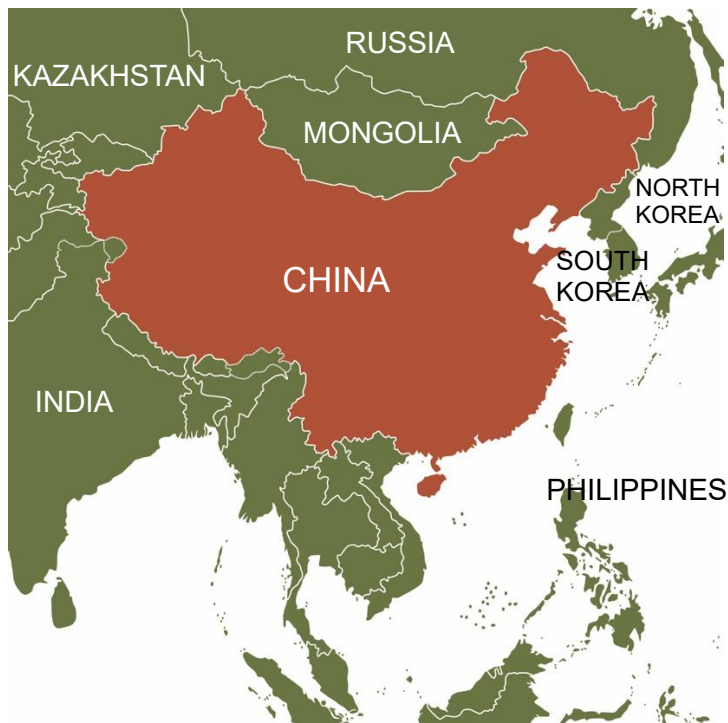 RUSSIA
KAZAKHSTAN
MONGOLIA
NORTH
KOREA
SOUTH
KOREA
CHINA
INDIA
PHILIPPINES